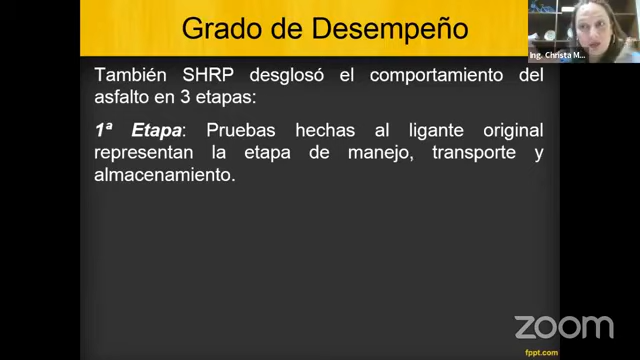 Grado de Desempeño
Ing. Christa M...
También SHRP desglosó el comportamiento del
asfalto en 3 etapas:
1ª Etapa: Pruebas hechas al ligante original
representan la etapa de manejo, transporte y
almacenamiento.
zoom
fppt.com